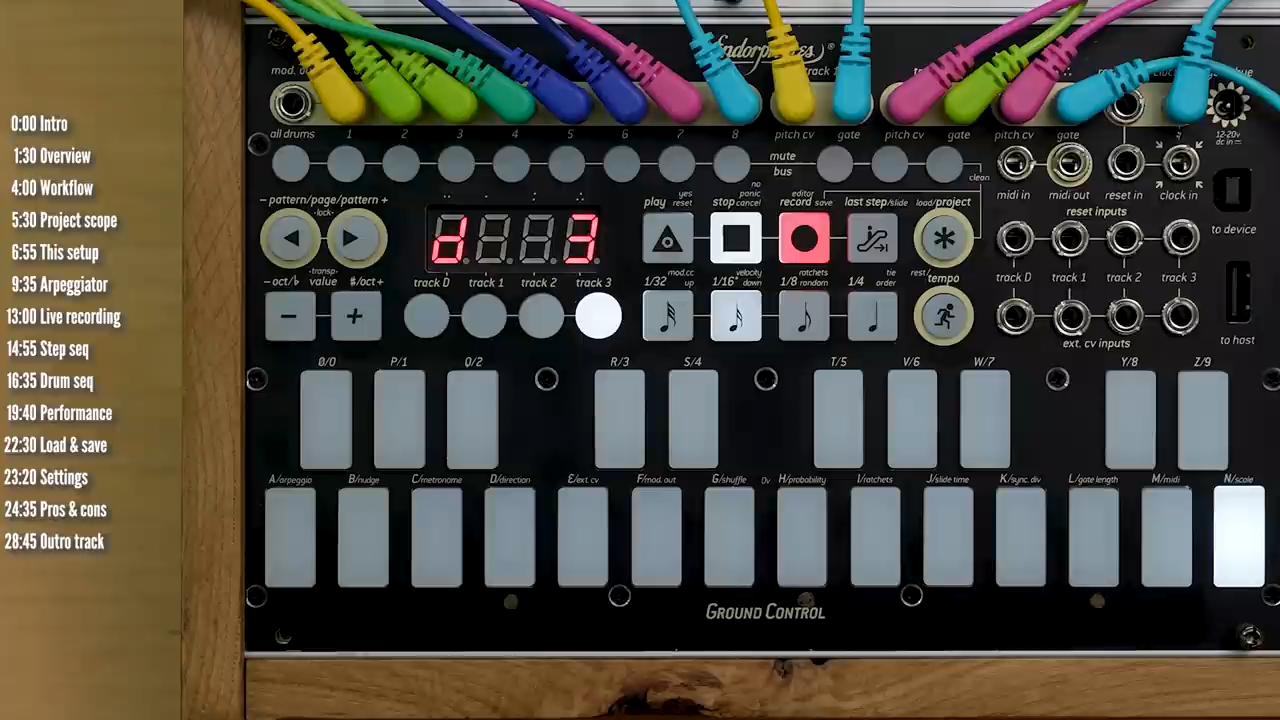 0:00 Intro
1:30 Overview
4:00 Workflow
5:30 Project scope
6:55 This setup
9:35 Arpeggiator
13:00 Live recording
14:55 Step seq
16:35 Drum seq
19:40 Performance
22:30 Load & save
23:20 Settings
24:35 Pros & cons
28:45 Outro track
mod.
track 1
12-20v
dc in
all drums 1 2 3 4 5 6 7 8 pitch cv gate pitch cv gate pitch cv gate
mute
bus
clean
midi in midi out reset in clock in
reset inputs
– pattern/page/pattern +
-lock-
yes
reset
play
no
panic
stop cancel
editor
record save
last step/slide
load/project
d 3
to device
– oct/♭ -transp-
value #/oct+
track D track 1 track 2 track 3
mod.cc
1/32 up
velocity
1/16* down
ratchets
1/8 random
tie
1/4 order
rest/
tempo
track D track 1 track 2 track 3
ext. cv inputs
to host
Ø/0 P/1 Q/2 R/3 S/4 T/5 V/6 W/7 Y/8 Z/9
A/arpeggio B/nudge C/metronome D/direction E/ext. cv F/mod. out G/shuffle 0v H/probability I/ratchets J/slide time K/sync. div L/gate length M/midi N/scale
GROUND CONTROL